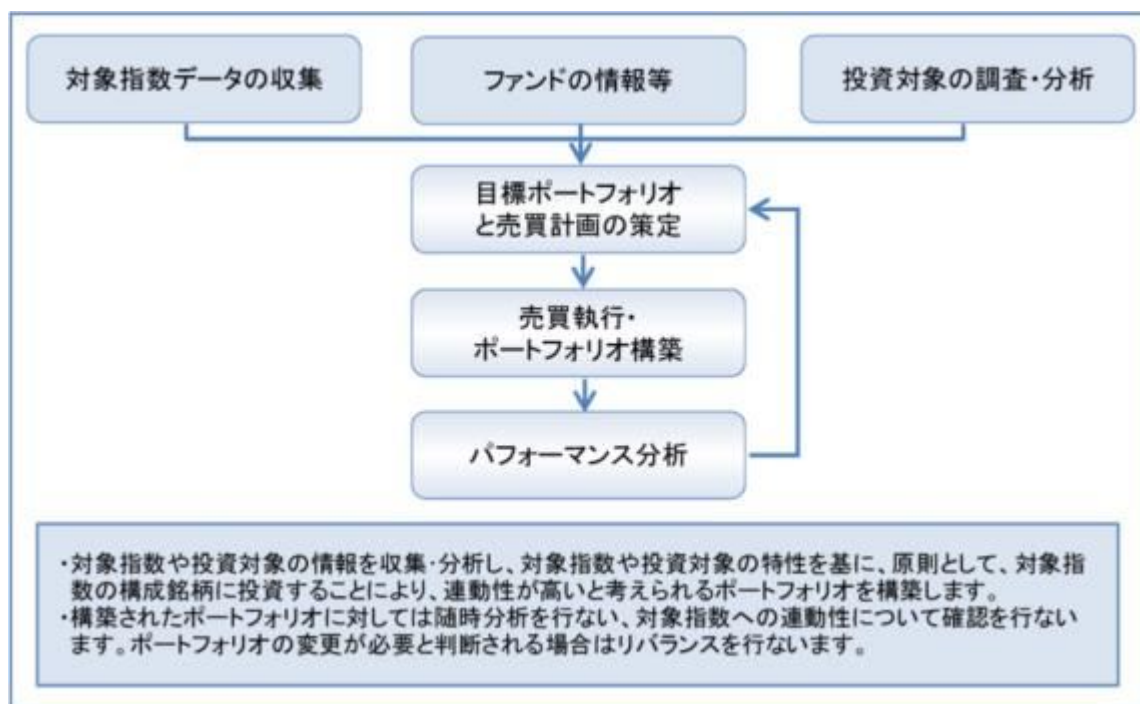 対象指数データの収集
ファンドの情報等
投資対象の調査・分析
目標ポートフォリオ
と売買計画の策定
売買執行・
ポートフォリオ構築
パフォーマンス分析
・対象指数や投資対象の情報を収集・分析し、対象指数や投資対象の特性を基に、原則として、対象指
数の構成銘柄に投資することにより、連動性が高いと考えられるポートフォリオを構築します。
・構築されたポートフォリオに対しては随時分析を行ない、対象指数への連動性について確認を行ない
ます。ポートフォリオの変更が必要と判断される場合はリバランスを行ないます。